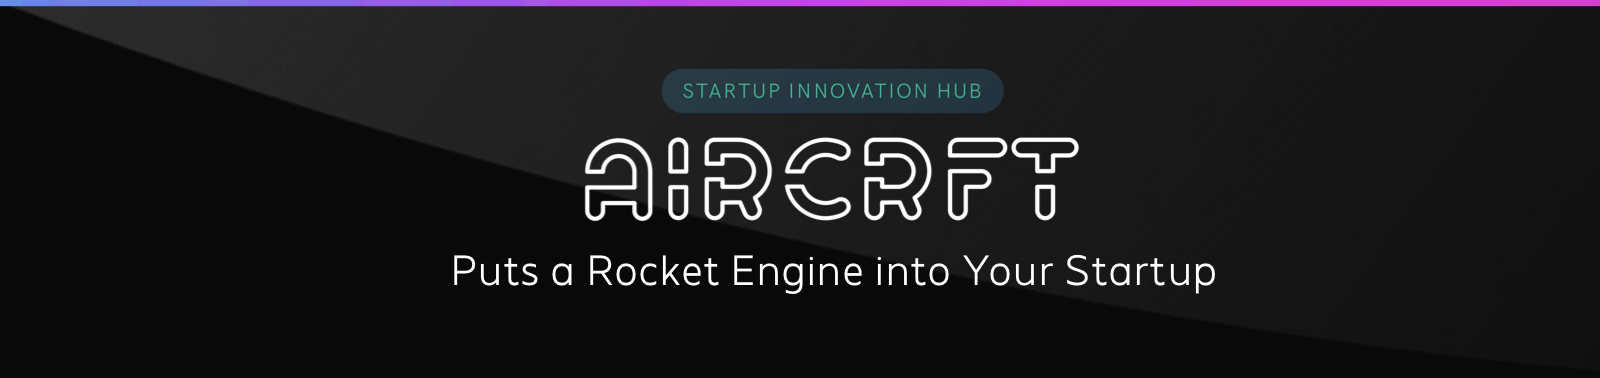 STARTUP INNOVATION HUB
AIRCRFT
Puts a Rocket Engine into Your Startup